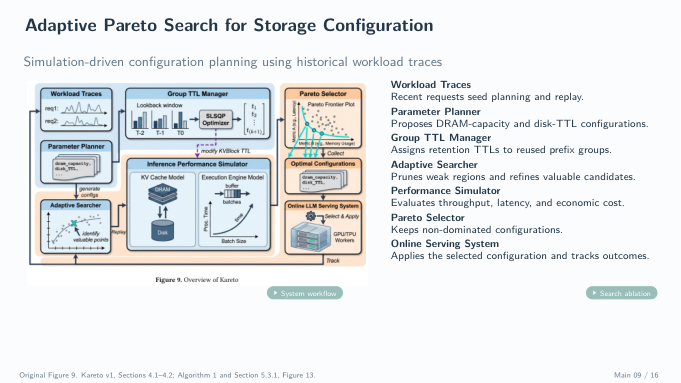 Adaptive Pareto Search for Storage Configuration
Simulation-driven configuration planning using historical workload traces
Workload Traces
req1:
req2:
Parameter Planner
dram_capacity,
disk_TTL,
generate
configs
Adaptive Searcher
identify
valuable points
Replay
Group TTL Manager
Lookback window
T-2
T-1
T0
SLSQP
Optimizer
modify KVBlock TTL
Inference Performance Simulator
KV Cache Model
DRAM
Disk
Execution Engine Model
buffer
batches
Proc. Time
curve
Batch Size
Pareto Selector
Pareto Frontier Plot
Metric B (e.g., Memory Usage)
Collect
Optimal Configurations
dram_capacity,
disk_TTL,
Online LLM Serving System
Select & Apply
GPU/TPU
Workers
Track
Figure 9. Overview of Kareto
System workflow
Workload Traces
Recent requests seed planning and replay.
Parameter Planner
Proposes DRAM-capacity and disk-TTL configurations.
Group TTL Manager
Assigns retention TTLs to reused prefix groups.
Adaptive Searcher
Prunes weak regions and refines valuable candidates.
Performance Simulator
Evaluates throughput, latency, and economic cost.
Pareto Selector
Keeps non-dominated configurations.
Online Serving System
Applies the selected configuration and tracks outcomes.
Search ablation
Original Figure 9. Kareto v1, Sections 4.1–4.2; Algorithm 1 and Section 5.3.1, Figure 13.
Main 09 / 16